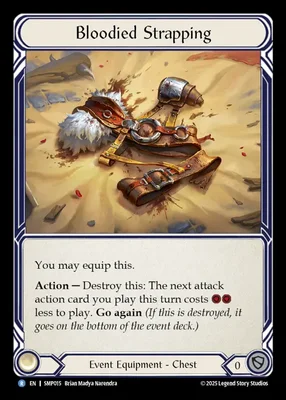 Bloodied Strapping
You may equip this.
Action — Destroy this: The next
attack action card you play this turn costs
less to play. Go again (If this is destroyed, it
goes on the bottom of the event deck.)
Event Equipment - Chest
0
R EN | SMP015 Brian Madya Narendra
©2025 Legend Story Studios